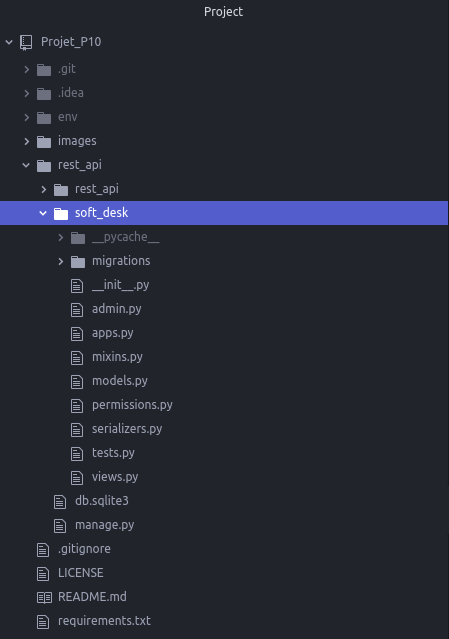 Project
Projet_P10
.git
.idea
env
images
rest_api
rest_api
soft_desk
__pycache__
migrations
__init__.py
admin.py
apps.py
mixins.py
models.py
permissions.py
serializers.py
tests.py
views.py
db.sqlite3
manage.py
.gitignore
LICENSE
README.md
requirements.txt